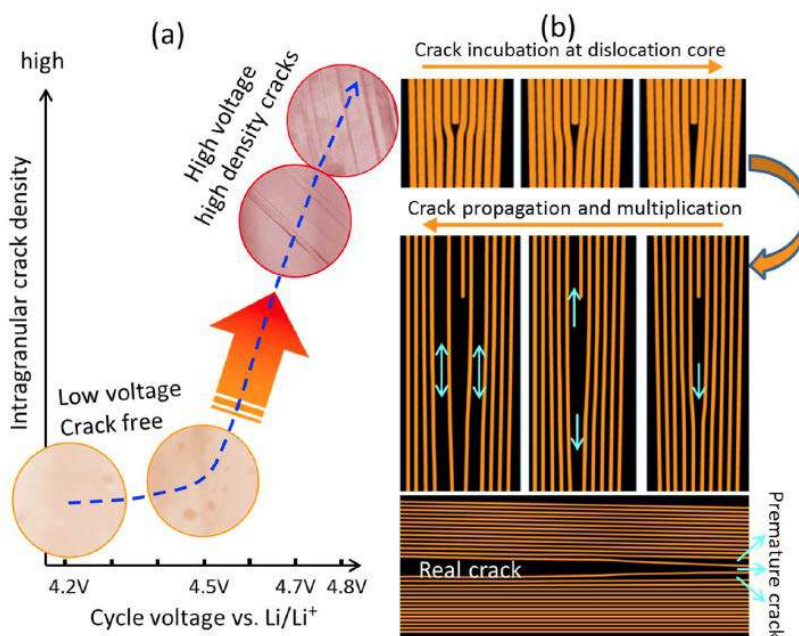 (a)
high
Intragranular crack density
High voltage
high density cracks
Low voltage
Crack free
4.2V
4.5V
4.7V
4.8V
Cycle voltage vs. Li/Li⁺
(b)
Crack incubation at dislocation core
Crack propagation and multiplication
Real crack
Premature crack